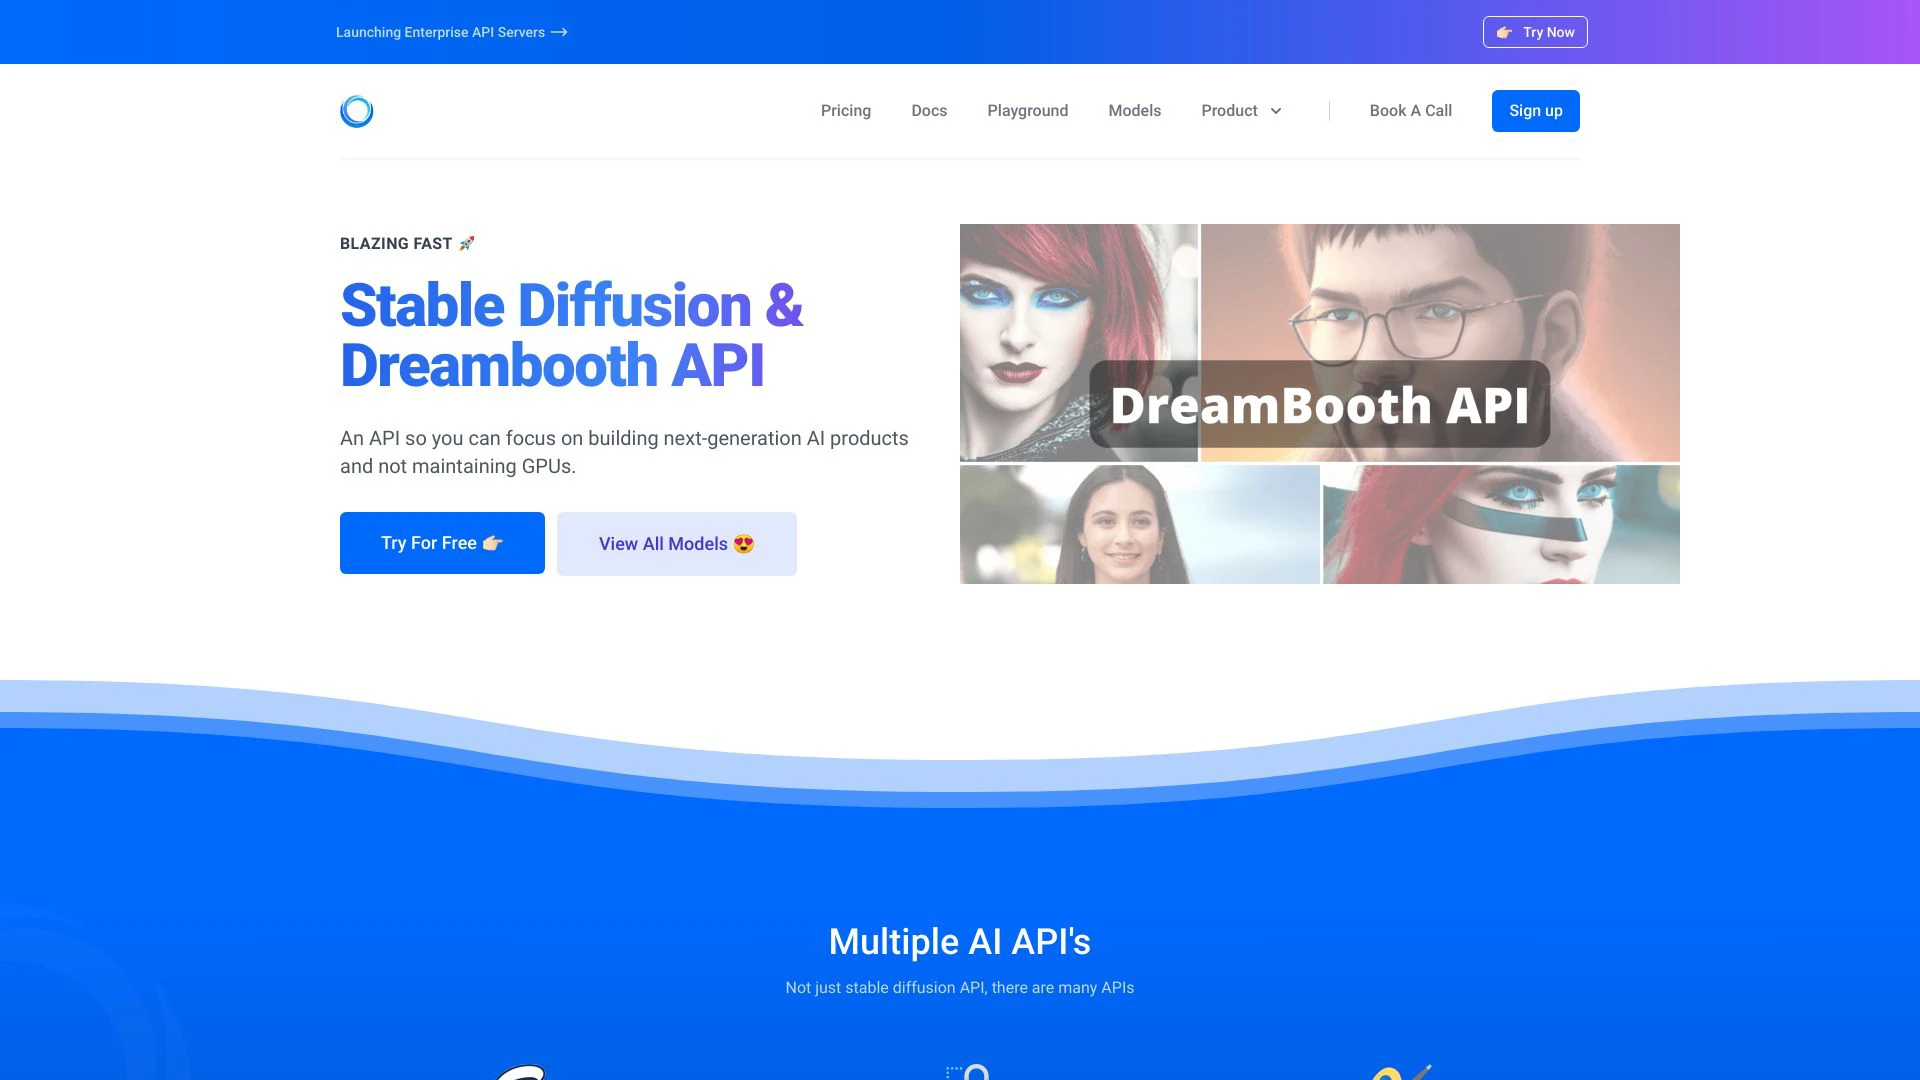 Launching Enterprise API Servers
Try Now
Pricing
Docs
Playground
Models
Product
Book A Call
Sign up
BLAZING FAST 🚀
Stable Diffusion &
Dreambooth API
An API so you can focus on building next-generation AI products
and not maintaining GPUs.
Try For Free
View All Models 😍
DreamBooth API
Multiple AI API's
Not just stable diffusion API, there are many APIs